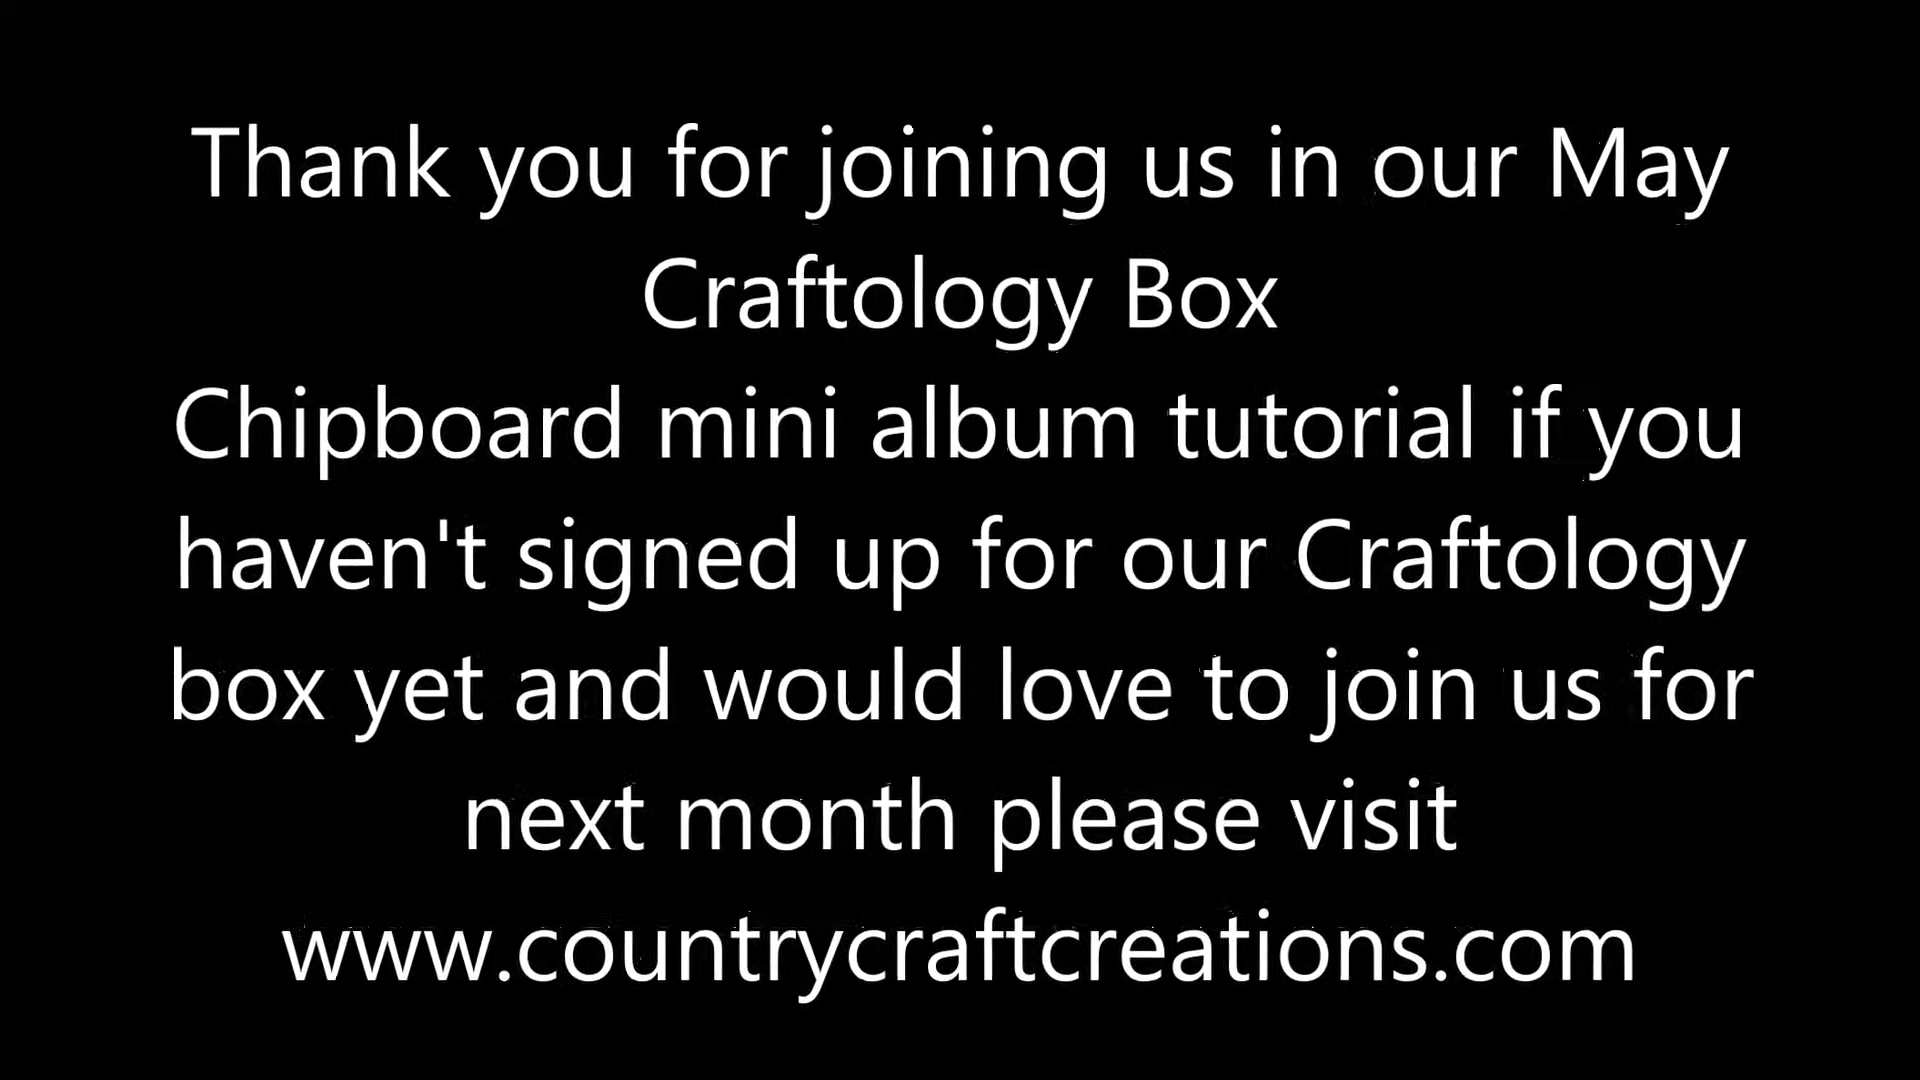 Thank you for joining us in our May
Craftology Box
Chipboard mini album tutorial if you
haven't signed up for our Craftology
box yet and would love to join us for
next month please visit
www.countrycraftcreations.com